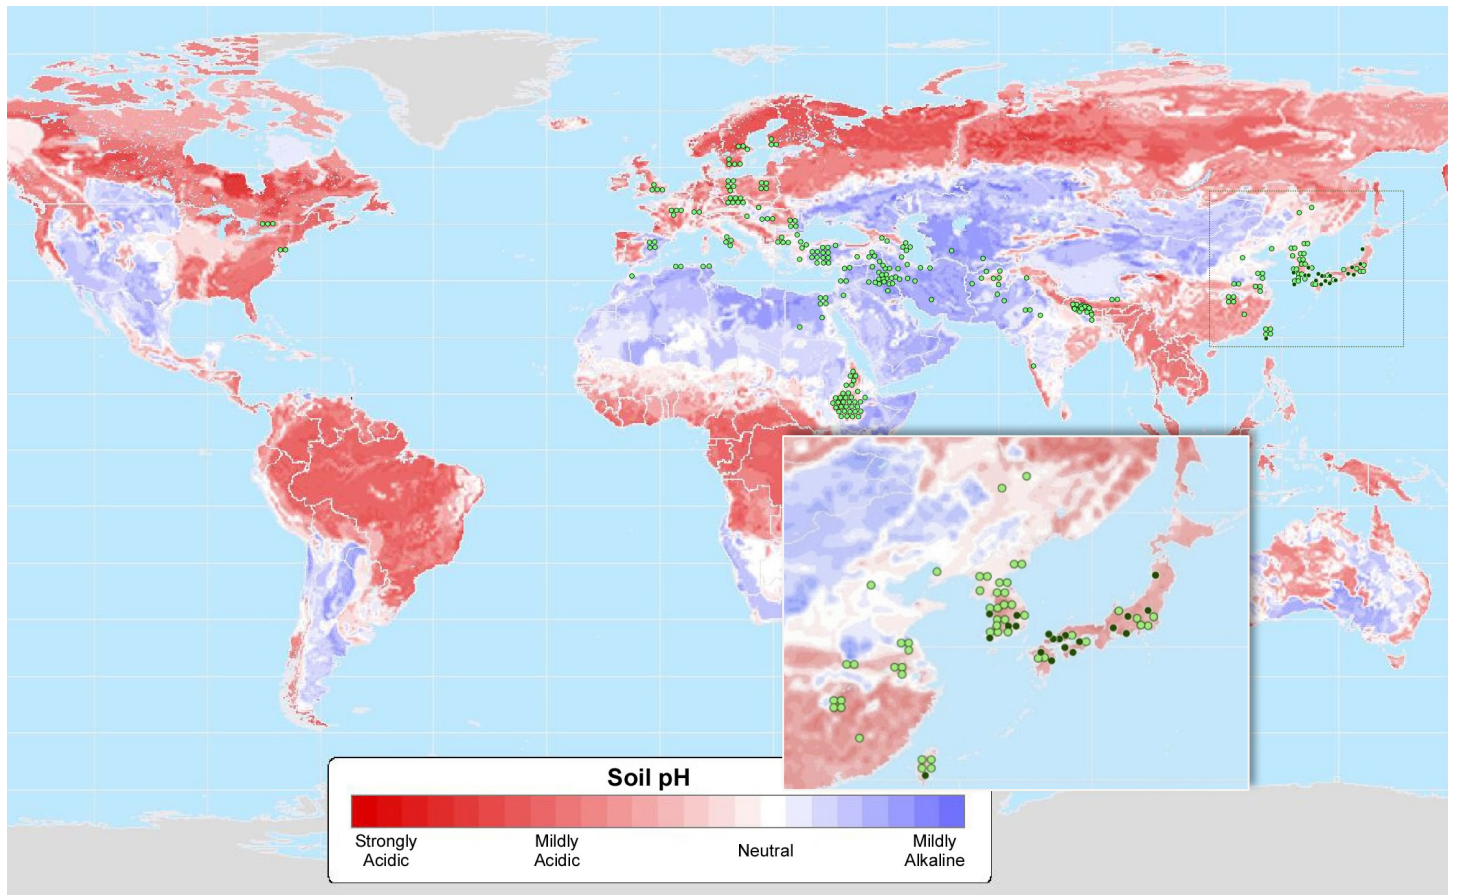 Soil pH
Strongly
Acidic
Mildly
Acidic
Neutral
Mildly
Alkaline